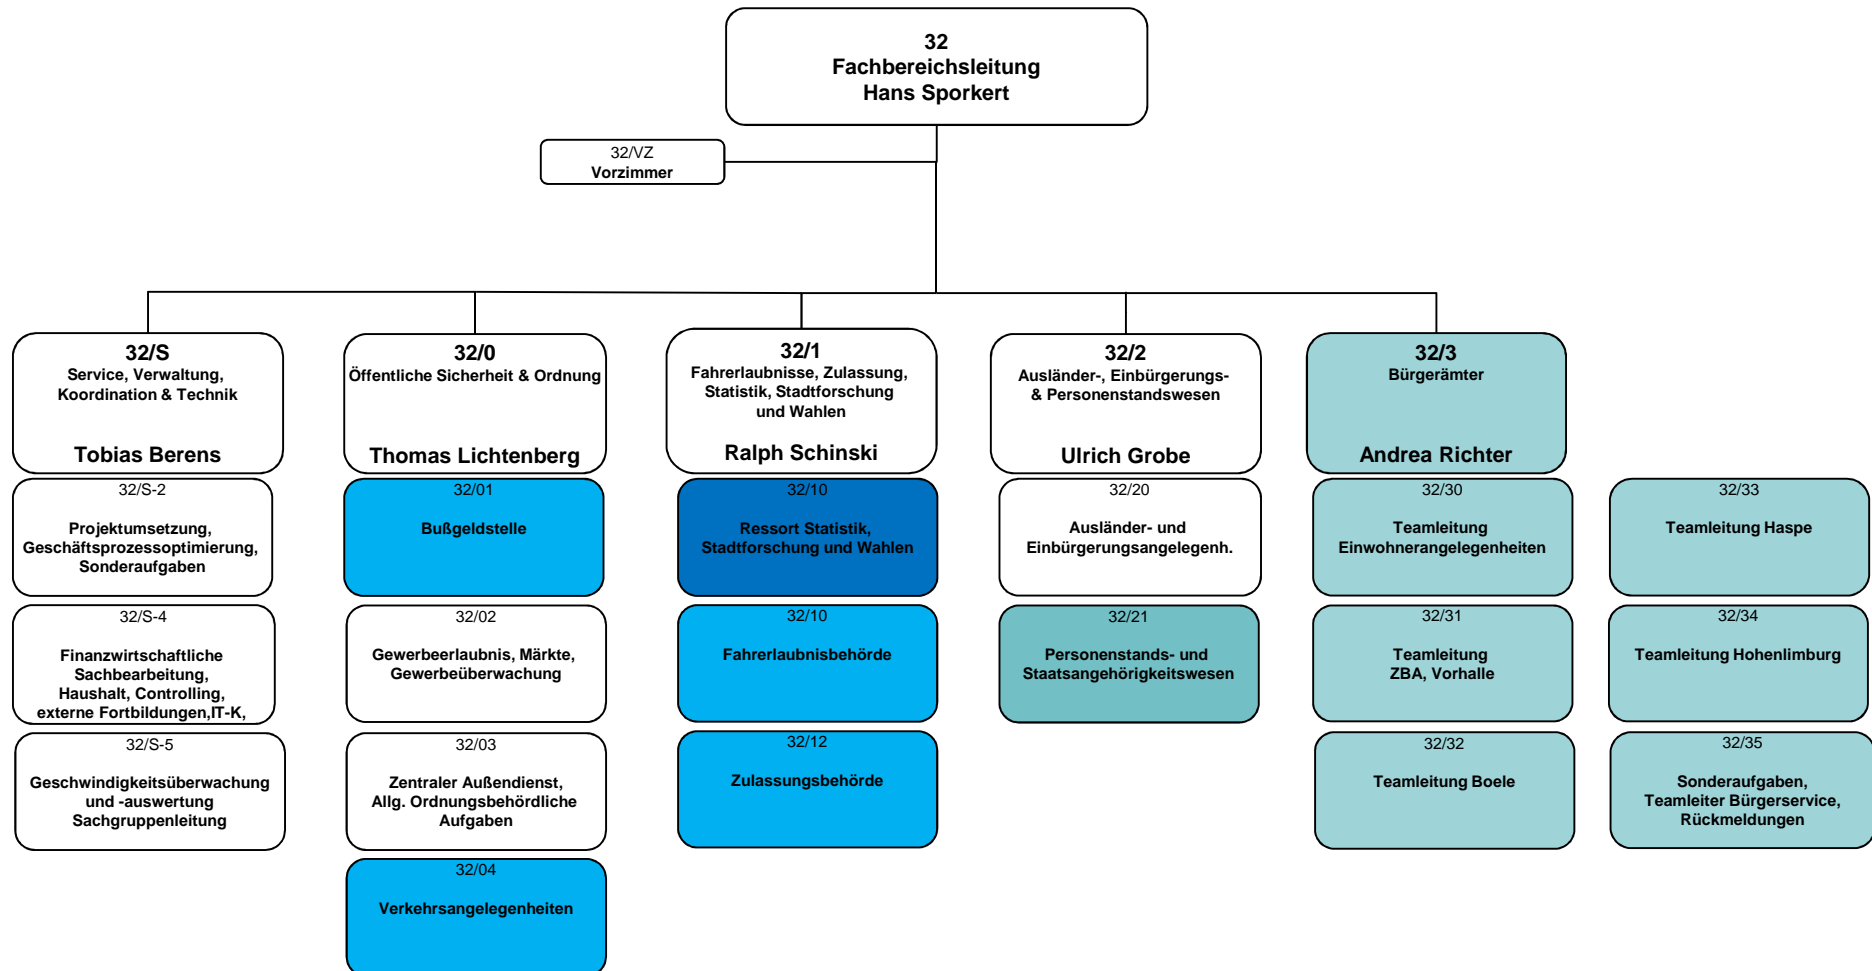 32
Fachbereichsleitung
Hans Sporkert
32/VZ
Vorzimmer
32/S
Service, Verwaltung,
Koordination & Technik
Tobias Berens
32/0
Öffentliche Sicherheit & Ordnung
Thomas Lichtenberg
32/1
Fahrerlaubnisse, Zulassung,
Statistik, Stadtforschung
und Wahlen
Ralph Schinski
32/2
Ausländer-, Einbürgerungs-
& Personenstandswesen
Ulrich Grobe
32/3
Bürgerämter
Andrea Richter
32/S-2
Projektumsetzung,
Geschäftsprozessoptimierung,
Sonderaufgaben
32/01
Bußgeldstelle
32/10
Ressort Statistik,
Stadtforschung und Wahlen
32/20
Ausländer- und
Einbürgerungsangelegenh.
32/30
Teamleitung
Einwohnerangelegenheiten
32/33
Teamleitung Haspe
32/S-4
Finanzwirtschaftliche
Sachbearbeitung,
Haushalt, Controlling,
externe Fortbildungen,IT-K,
32/02
Gewerbeerlaubnis, Märkte,
Gewerbeüberwachung
32/10
Fahrerlaubnisbehörde
32/21
Personenstands- und
Staatsangehörigkeitswesen
32/31
Teamleitung
ZBA, Vorhalle
32/34
Teamleitung Hohenlimburg
32/S-5
Geschwindigkeitsüberwachung
und -auswertung
Sachgruppenleitung
32/03
Zentraler Außendienst,
Allg. Ordnungsbehördliche
Aufgaben
32/12
Zulassungsbehörde
32/32
Teamleitung Boele
32/35
Sonderaufgaben,
Teamleiter Bürgerservice,
Rückmeldungen
32/04
Verkehrsangelegenheiten